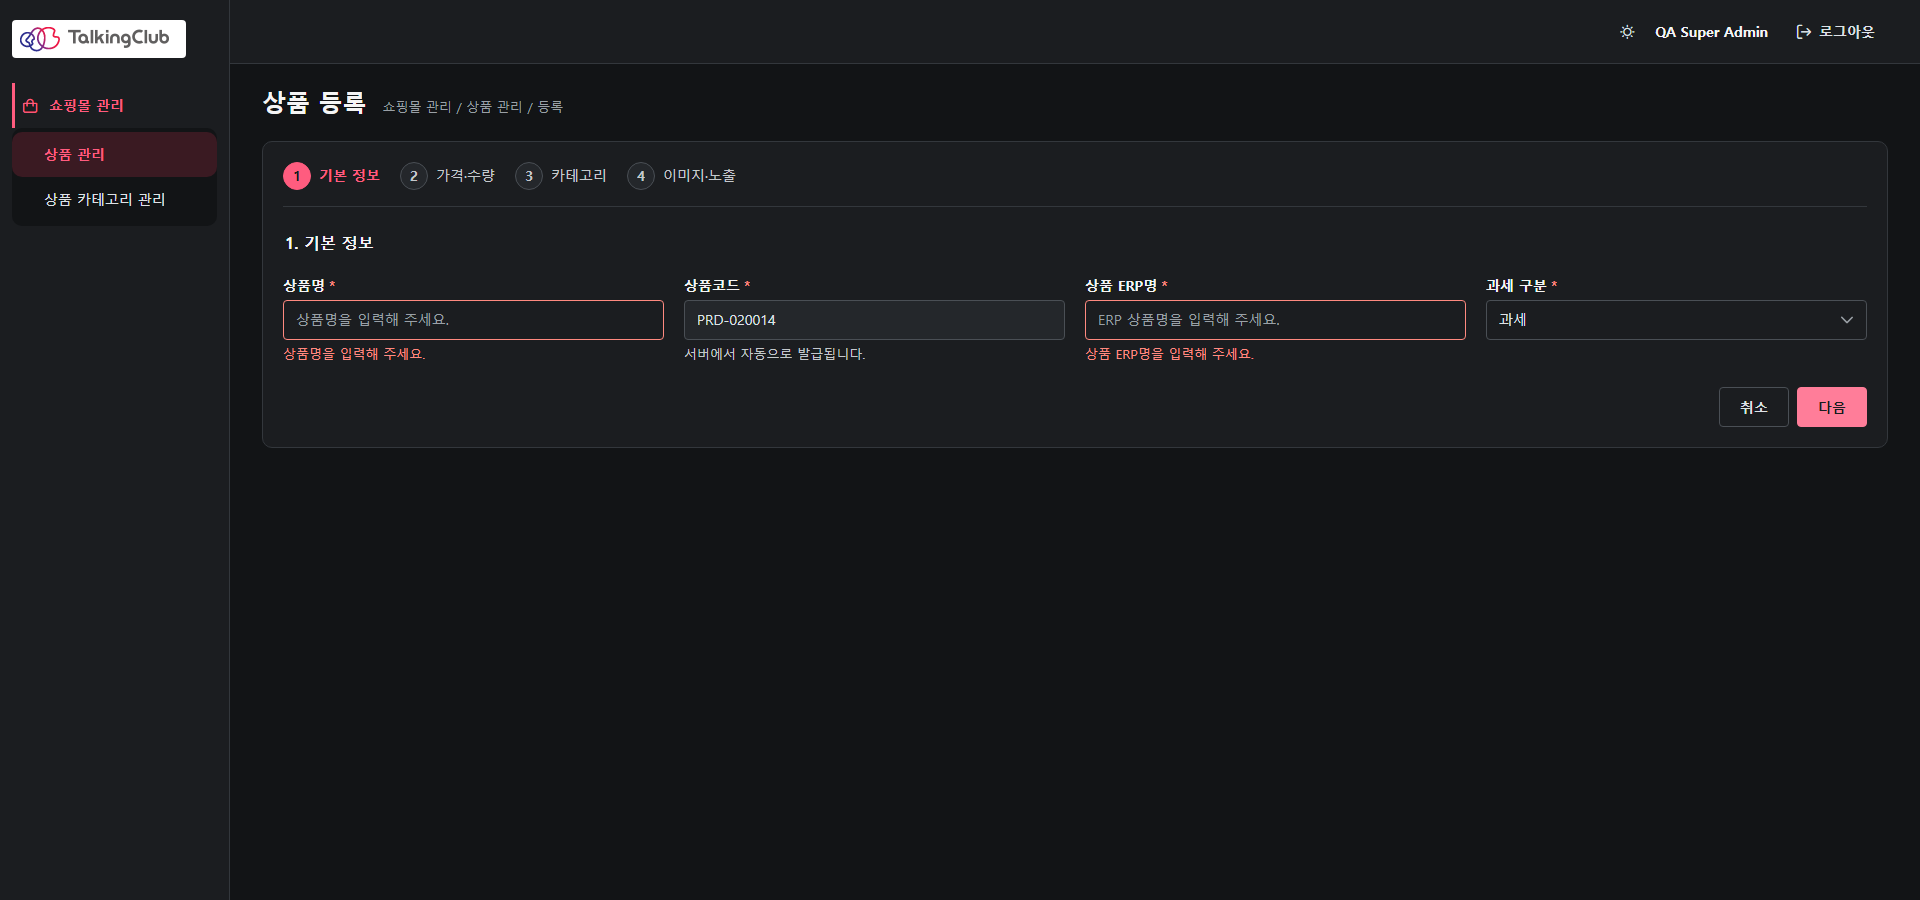 TalkingClub
QA Super Admin
로그아웃
쇼핑몰 관리
상품 관리
상품 카테고리 관리
상품 등록
쇼핑몰 관리 / 상품 관리 / 등록
1 기본 정보
2 가격·수량
3 카테고리
4 이미지·노출
1. 기본 정보
상품명 *
상품명을 입력해 주세요.
상품명을 입력해 주세요.
상품코드 *
PRD-020014
서버에서 자동으로 발급됩니다.
상품 ERP명 *
ERP 상품명을 입력해 주세요.
상품 ERP명을 입력해 주세요.
과세 구분 *
과세
취소
다음